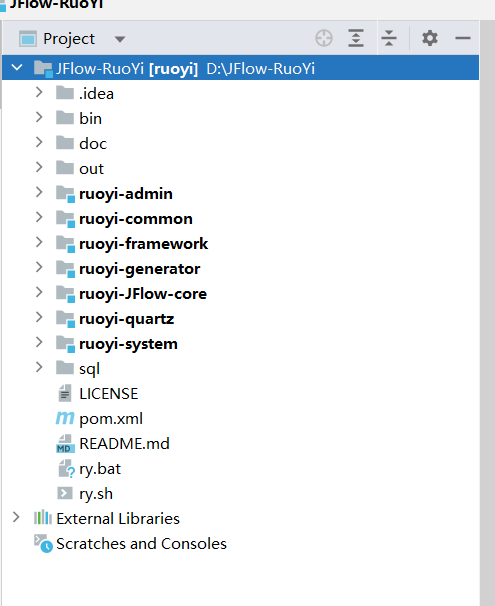 JFlow-RuoYi
Project
JFlow-RuoYi [ruoyi] D:\JFlow-RuoYi
.idea
bin
doc
out
ruoyi-admin
ruoyi-common
ruoyi-framework
ruoyi-generator
ruoyi-JFlow-core
ruoyi-quartz
ruoyi-system
sql
LICENSE
pom.xml
MD README.md
ry.bat
ry.sh
External Libraries
Scratches and Consoles